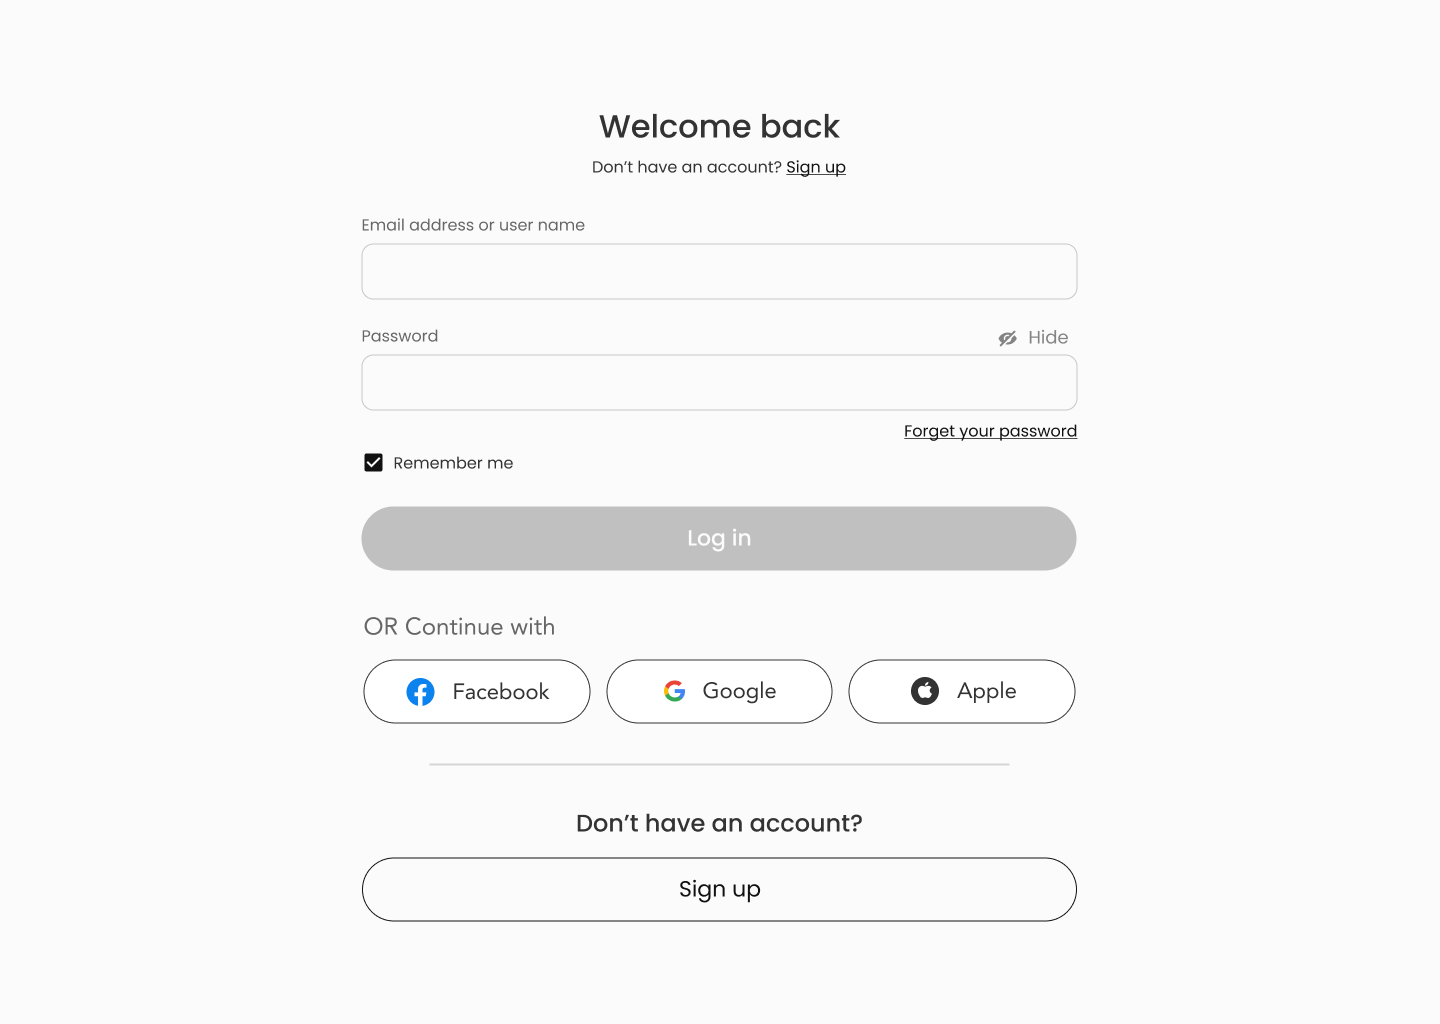 Welcome back
Don’t have an account? Sign up
Email address or user name
Password
Hide
Forget your password
Remember me
Log in
OR Continue with
Facebook
Google
Apple
Don’t have an account?
Sign up